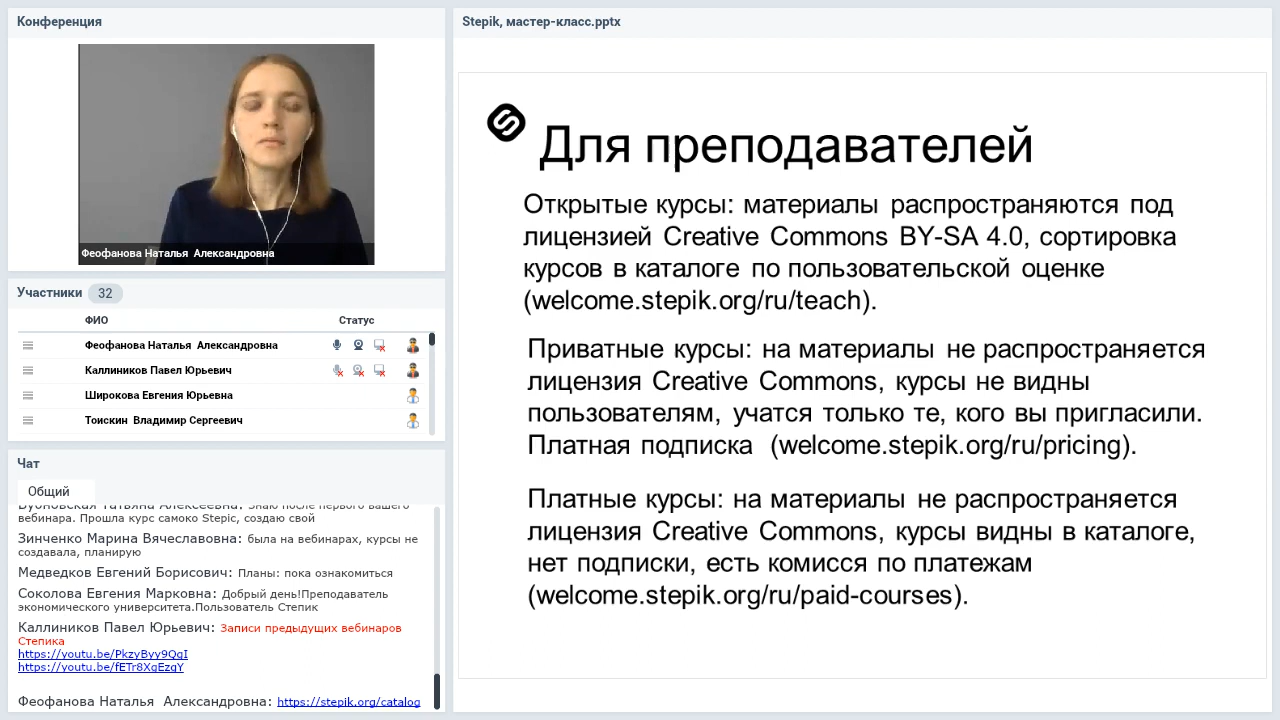 Конференция
Феофанова Наталья Александровна
Участники 32
ФИО Статус
Феофанова Наталья Александровна
Каллиников Павел Юрьевич
Широкова Евгения Юрьевна
Тоискин Владимир Сергеевич
Чат
Общий
Татьяна Алексеевна: Знаю после первого вашего
вебинара. Прошла курс самоко Stepic, создаю свой
Зинченко Марина Вячеславовна: была на вебинарах, курсы не
создавала, планирую
Медведков Евгений Борисович: Планы: пока ознакомиться
Соколова Евгения Марковна: Добрый день!Преподаватель
экономического университета.Пользователь Степик
Каллиников Павел Юрьевич: Записи предыдущих вебинаров
Степика
https://youtu.be/PkzyByy9QgI
https://youtu.be/fETr8XgEzgY
Феофанова Наталья Александровна: https://stepik.org/catalog
Stepik, мастер-класс.pptx
Для преподавателей
Открытые курсы: материалы распространяются под
лицензией Creative Commons BY-SA 4.0, сортировка
курсов в каталоге по пользовательской оценке
(welcome.stepik.org/ru/teach).
Приватные курсы: на материалы не распространяется
лицензия Creative Commons, курсы не видны
пользователям, учатся только те, кого вы пригласили.
Платная подписка (welcome.stepik.org/ru/pricing).
Платные курсы: на материалы не распространяется
лицензия Creative Commons, курсы видны в каталоге,
нет подписки, есть комисся по платежам
(welcome.stepik.org/ru/paid-courses).